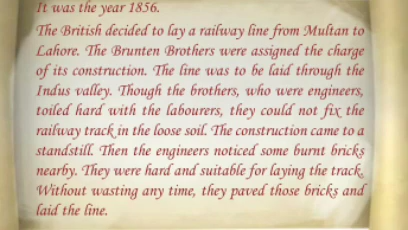 It was the year 1856.
The British decided to lay a railway line from Multan to
Lahore. The Brunten Brothers were assigned the charge
of its construction. The line was to be laid through the
Indus valley. Though the brothers, who were engineers,
toiled hard with the labourers, they could not fix the
railway track in the loose soil. The construction came to a
standstill. Then the engineers noticed some burnt bricks
nearby. They were hard and suitable for laying the track.
Without wasting any time, they paved those bricks and
laid the line.